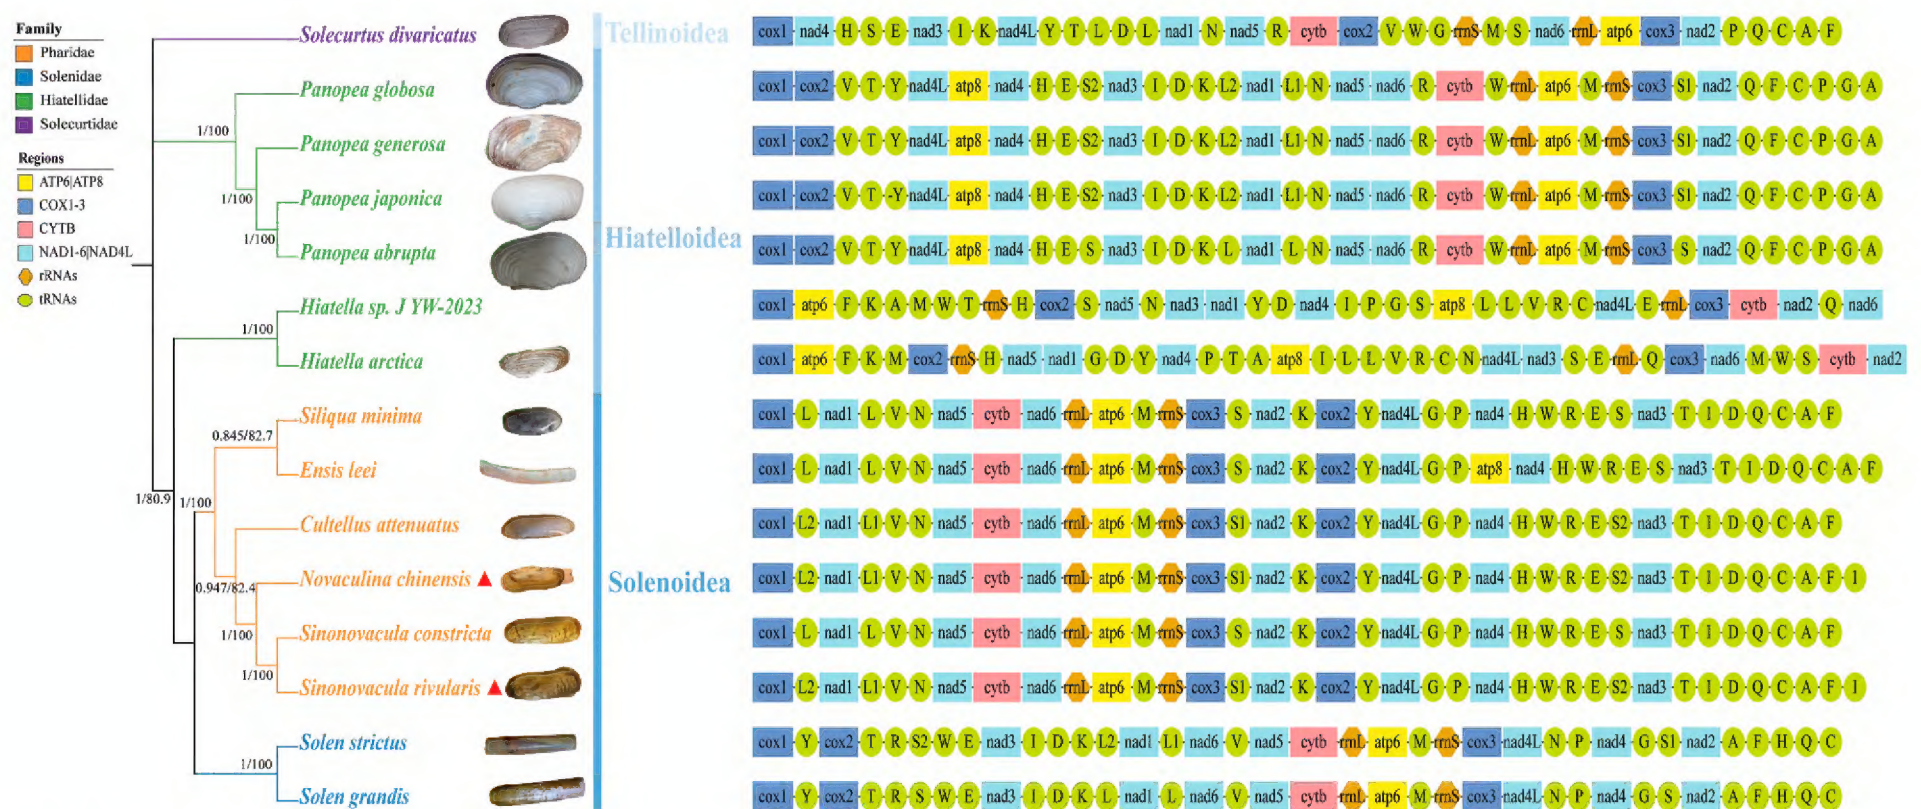 Family
Pharidae
Solenidae
Hiatellidae
Solecurtidae
Regions
ATP6|ATP8
COX1-3
CYTB
NAD1-6|NAD4L
rRNAs
tRNAs
1/100
1/100
1/100
1/100
0.845/82.7
1/80.9
1/100
0.947/82.4
1/100
1/100
1/100
Tellinoidea
Hiatelloidea
Solenoidea
Solecurtus divaricatus cox1 nad4 H S E nad3 I K nad4L Y T L D L nad1 N nad5 R cytb cox2 V W G rrnS M S nad6 rrnL atp6 cox3 nad2 P Q C A F
Panopea globosa cox1 cox2 V T Y nad4L atp8 nad4 H E S2 nad3 I D K L2 nad1 L1 N nad5 nad6 R cytb W rrnL atp6 M rrnS cox3 S1 nad2 Q F C P G A
Panopea generosa cox1 cox2 V T Y nad4L atp8 nad4 H E S2 nad3 I D K L2 nad1 L1 N nad5 nad6 R cytb W rrnL atp6 M rrnS cox3 S1 nad2 Q F C P G A
Panopea japonica cox1 cox2 V T Y nad4L atp8 nad4 H E S2 nad3 I D K L2 nad1 L1 N nad5 nad6 R cytb W rrnL atp6 M rrnS cox3 S1 nad2 Q F C P G A
Panopea abrupta cox1 cox2 V T Y nad4L atp8 nad4 H E S nad3 I D K L nad1 L N nad5 nad6 R cytb W rrnL atp6 M rrnS cox3 S nad2 Q F C P G A
Hiatella sp. J YW-2023 cox1 atp6 F K A M W T rrnS H cox2 S nad5 N nad3 nad1 Y D nad4 I P G S atp8 L L V R C nad4L E rrnL cox3 cytb nad2 Q nad6
Hiatella arctica cox1 atp6 F K M cox2 rrnS H nad5 nad1 G D Y nad4 P T A atp8 I L L V R C N nad4L nad3 S E rrnL Q cox3 nad6 M W S cytb nad2
Siliqua minima cox1 L nad1 L V N nad5 cytb nad6 rrnL atp6 M rrnS cox3 S nad2 K cox2 Y nad4L G P nad4 H W R E S nad3 T I D Q C A F
Ensis leei cox1 L nad1 L V N nad5 cytb nad6 rrnL atp6 M rrnS cox3 S nad2 K cox2 Y nad4L G P atp8 nad4 H W R E S nad3 T I D Q C A F
Cultellus attenuatus cox1 L2 nad1 L1 V N nad5 cytb nad6 rrnL atp6 M rrnS cox3 S1 nad2 K cox2 Y nad4L G P nad4 H W R E S2 nad3 T I D Q C A F
Novaculina chinensis cox1 L2 nad1 L1 V N nad5 cytb nad6 rrnL atp6 M rrnS cox3 S1 nad2 K cox2 Y nad4L G P nad4 H W R E S2 nad3 T I D Q C A F I
Sinonovacula constricta cox1 L nad1 L V N nad5 cytb nad6 rrnL atp6 M rrnS cox3 S nad2 K cox2 Y nad4L G P nad4 H W R E S nad3 T I D Q C A F
Sinonovacula rivularis cox1 L2 nad1 L1 V N nad5 cytb nad6 rrnL atp6 M rrnS cox3 S1 nad2 K cox2 Y nad4L G P nad4 H W R E S2 nad3 T I D Q C A F I
Solen strictus cox1 Y cox2 T R S2 W E nad3 I D K L2 nad1 L1 nad6 V nad5 cytb rrnL atp6 M rrnS cox3 nad4L N P nad4 G S1 nad2 A F H Q C
Solen grandis cox1 Y cox2 T R S W E nad3 I D K L nad1 L nad6 V nad5 cytb rrnL atp6 M rrnS cox3 nad4L N P nad4 G S nad2 A F H Q C